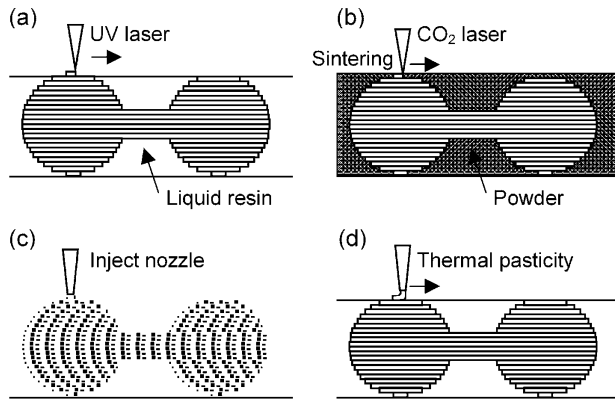 (a)
UV laser
Liquid resin
(b)
CO₂ laser
Sintering
Powder
(c)
Inject nozzle
(d)
Thermal pasticity